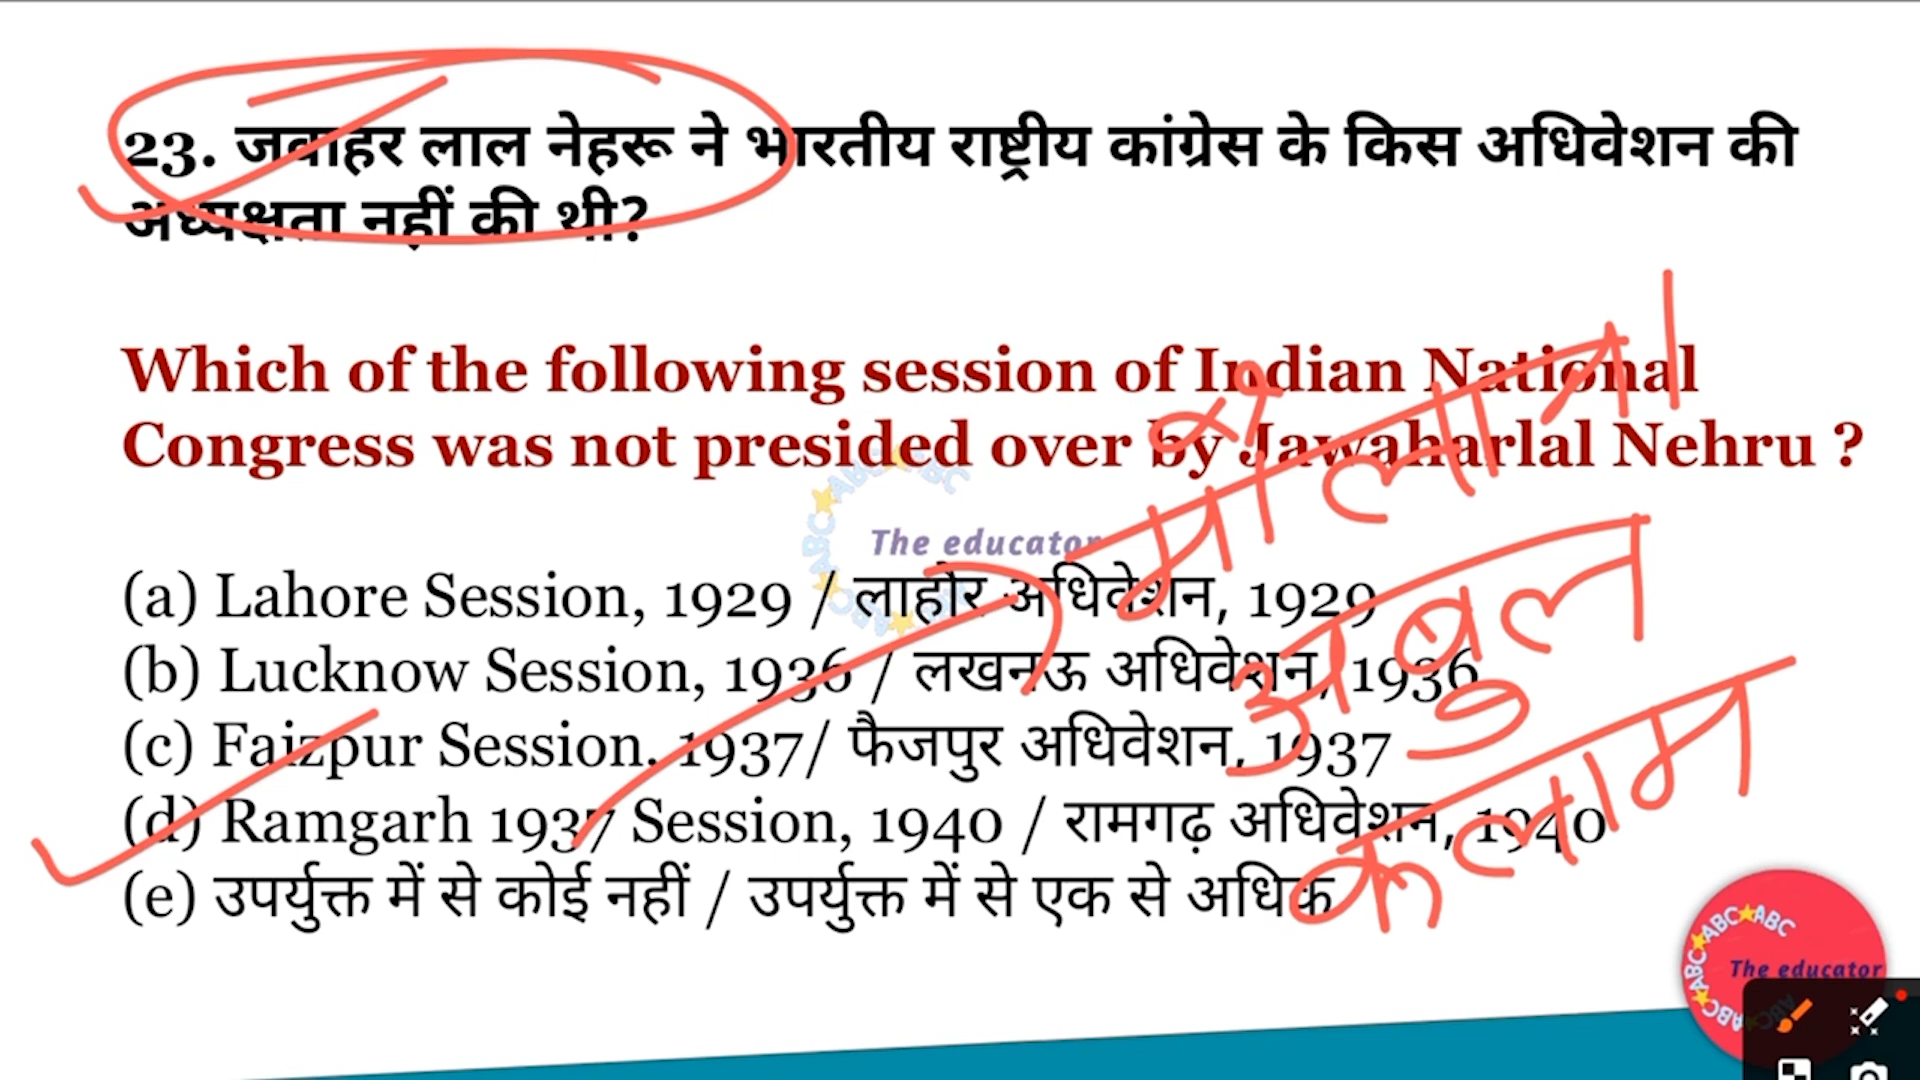 23. जवाहर लाल नेहरू ने भारतीय राष्ट्रीय कांग्रेस के किस अधिवेशन की
अध्यक्षता नहीं की थी?
Which of the following session of Indian National
Congress was not presided over by Jawaharlal Nehru ?
The educator
(a) Lahore Session, 1929 / लाहौर अधिवेशन, 1929
(b) Lucknow Session, 1936 / लखनऊ अधिवेशन, 1936
(c) Faizpur Session, 1937/ फैजपुर अधिवेशन, 1937
(d) Ramgarh 1937 Session, 1940 / रामगढ़ अधिवेशन, 1940
(e) उपर्युक्त में से कोई नहीं / उपर्युक्त में से एक से अधिक
अबुल
कलाम
ABC ABC ABC
The educator